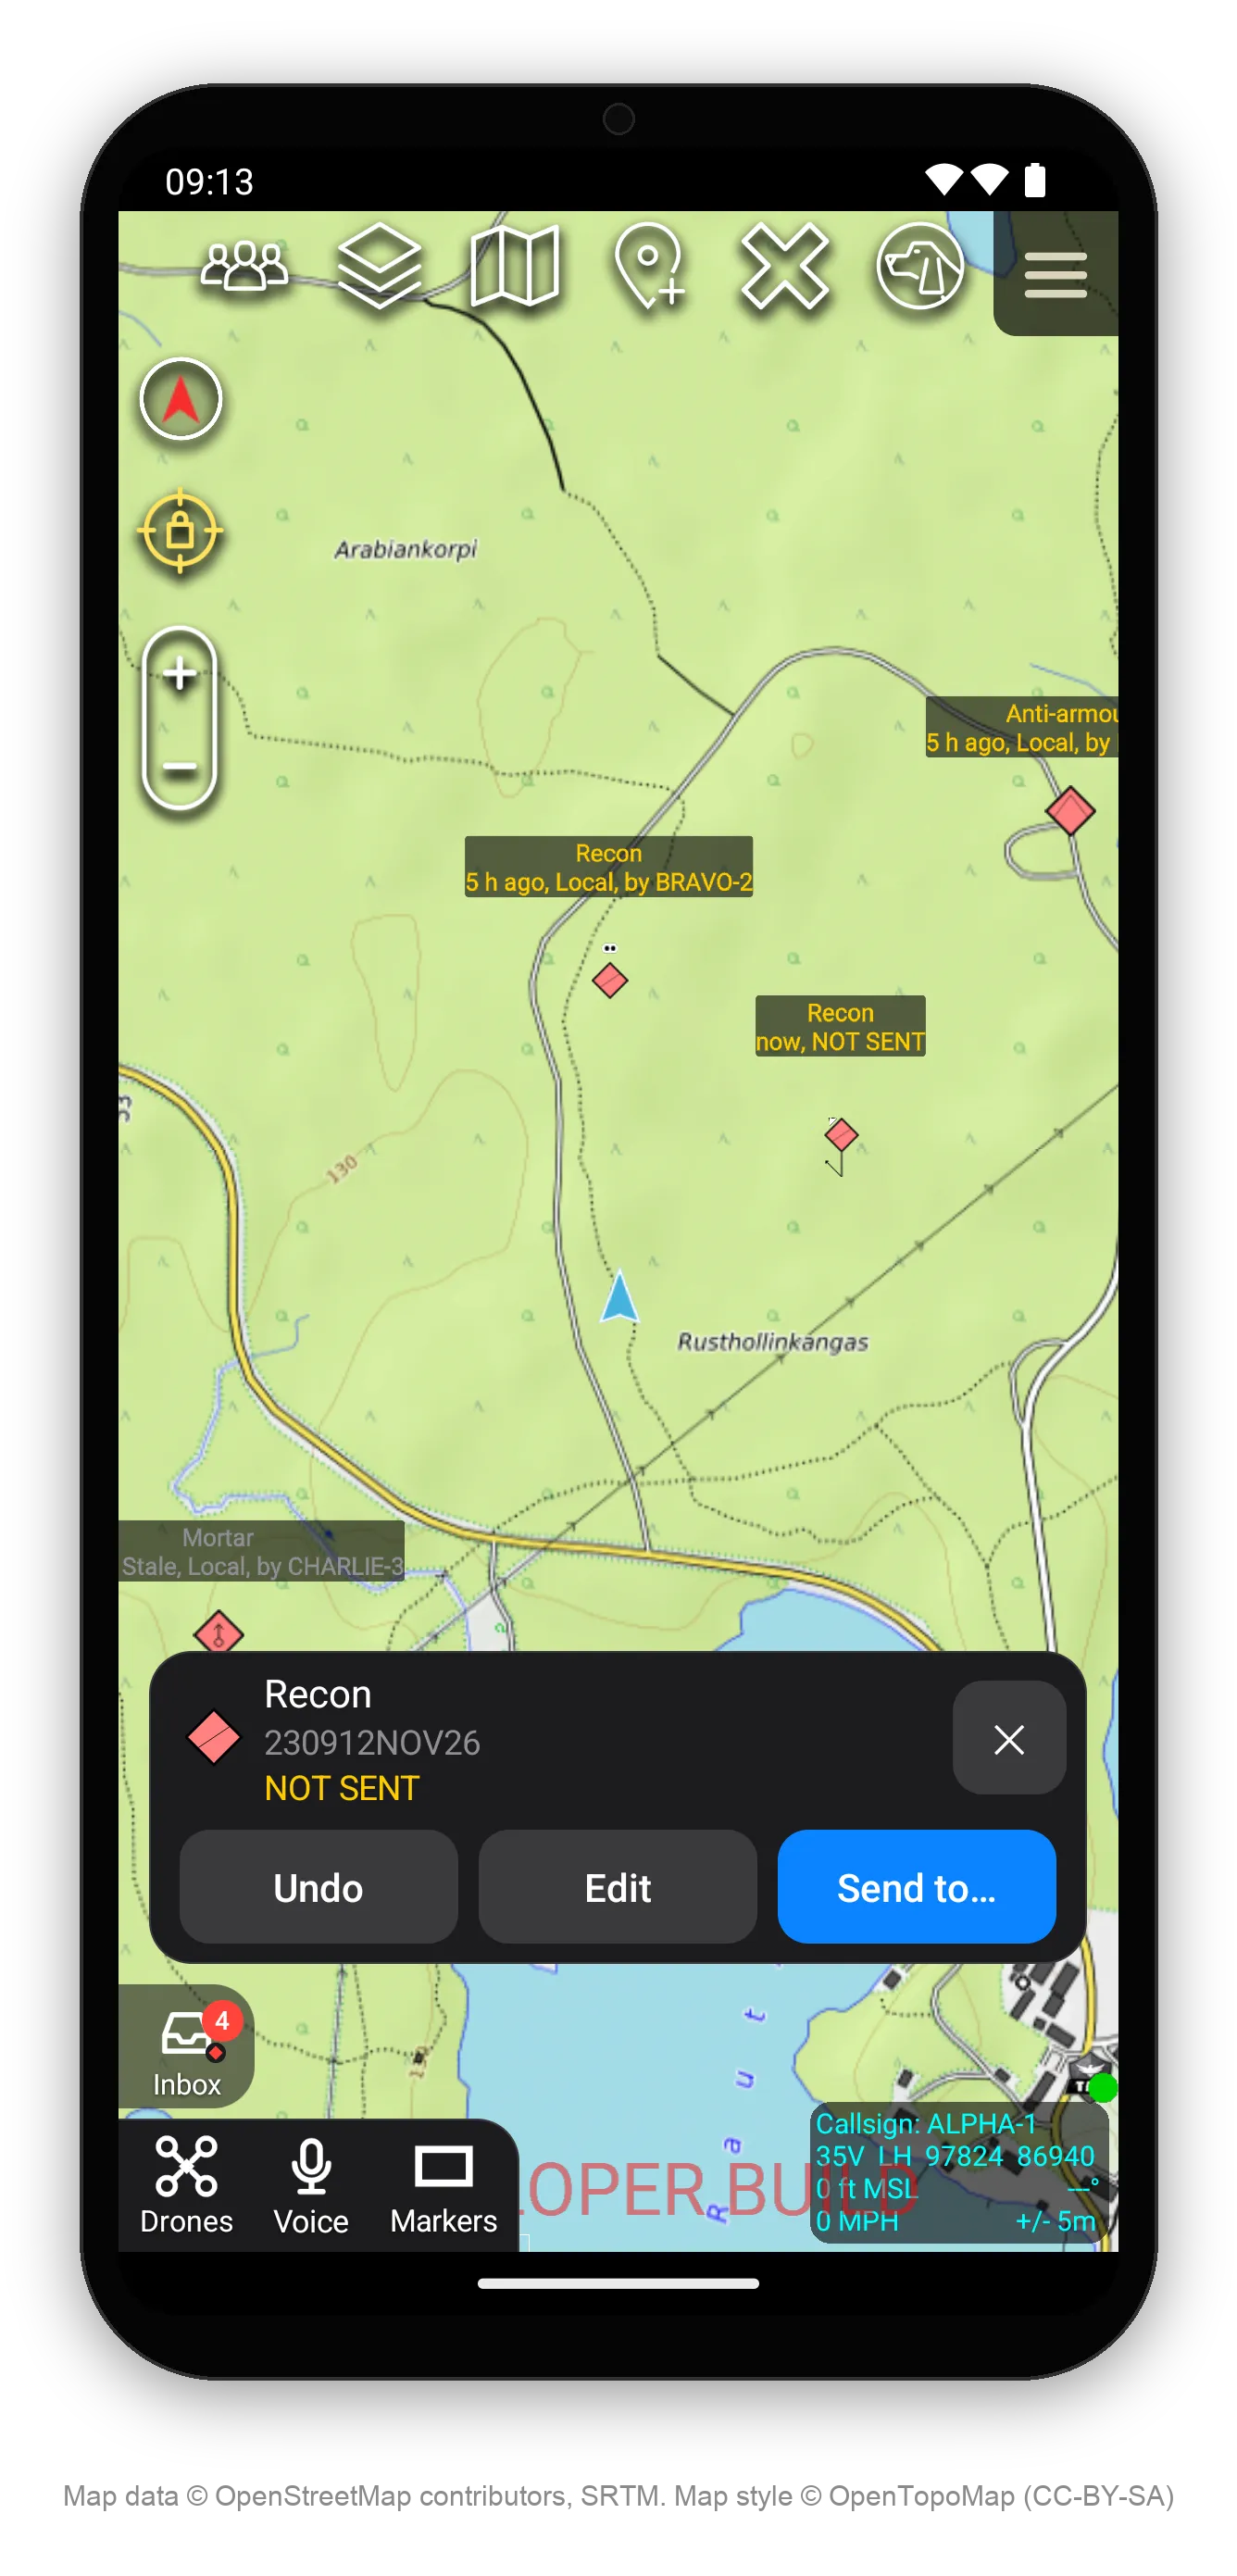 09:13
Arabiankorpi
Anti-armou
5 h ago, Local, by
Recon
5 h ago, Local, by BRAVO-2
Recon
now, NOT SENT
53
130
Rusthollinkangas
Mortar
Stale, Local, by CHARLIE-3
Recon
230912NOV26
NOT SENT
Undo
Edit
Send to...
4
Inbox
R a u t
Callsign: ALPHA-1
35V LH 97824 86940
0 ft MSL
---°
0 MPH
+/- 5m
LOPER BUILD
Drones
Voice
Markers
Map data © OpenStreetMap contributors, SRTM. Map style © OpenTopoMap (CC-BY-SA)